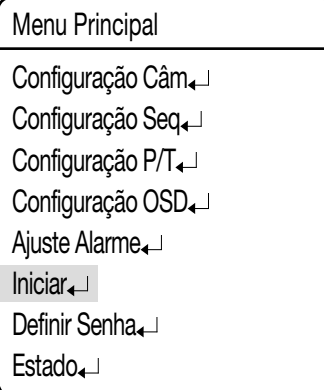 Menu Principal
Configuração Câm↵
Configuração Seq↵
Configuração P/T↵
Configuração OSD↵
Ajuste Alarme↵
Iniciar↵
Definir Senha↵
Estado↵